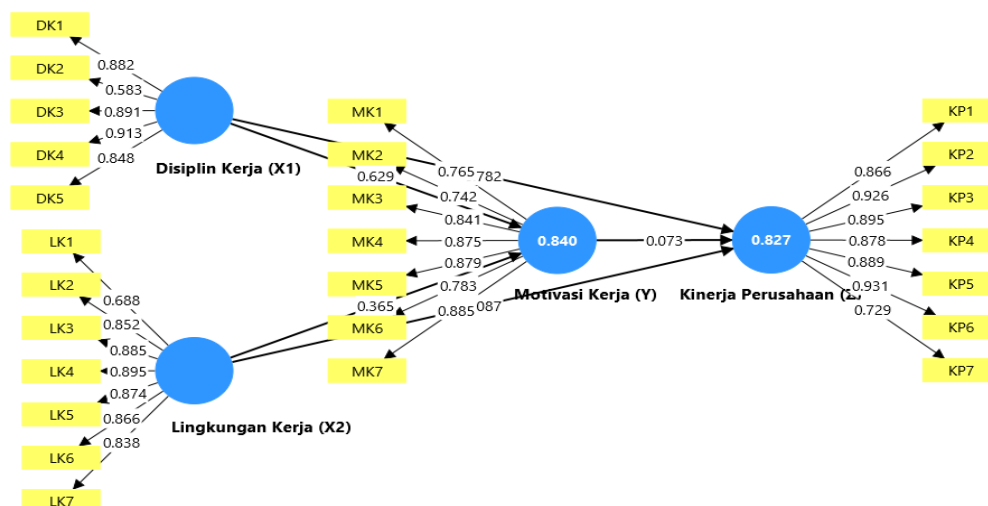 DK1
DK2
DK3
DK4
DK5
0.882
0.583
0.891
0.913
0.848
Disiplin Kerja (X1)
LK1
LK2
LK3
LK4
LK5
LK6
LK7
0.688
0.852
0.885
0.895
0.874
0.866
0.838
Lingkungan Kerja (X2)
0.629
782
0.365
087
MK1
MK2
MK3
MK4
MK5
MK6
MK7
0.765
0.742
0.841
0.875
0.879
0.783
0.885
0.840
Motivasi Kerja (Y)
0.073
0.827
Kinerja Perusahaan
0.866
0.926
0.895
0.878
0.889
0.931
0.729
KP1
KP2
KP3
KP4
KP5
KP6
KP7